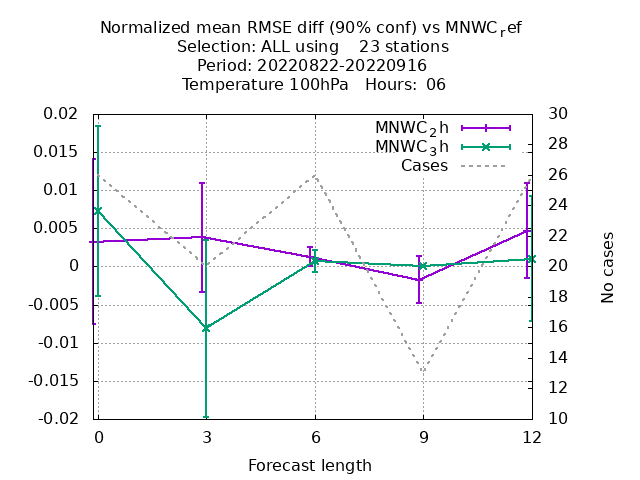 Normalized mean RMSE diff (90% conf) vs MNWCref
Selection: ALL using 23 stations
Period: 20220822-20220916
Temperature 100hPa Hours: 06
0.02
0.015
0.01
0.005
0
-0.005
-0.01
-0.015
-0.02
30
28
26
24
22
20
18
16
14
12
10
MNWC2h
MNWC3h
Cases
No cases
0 3 6 9 12
Forecast length